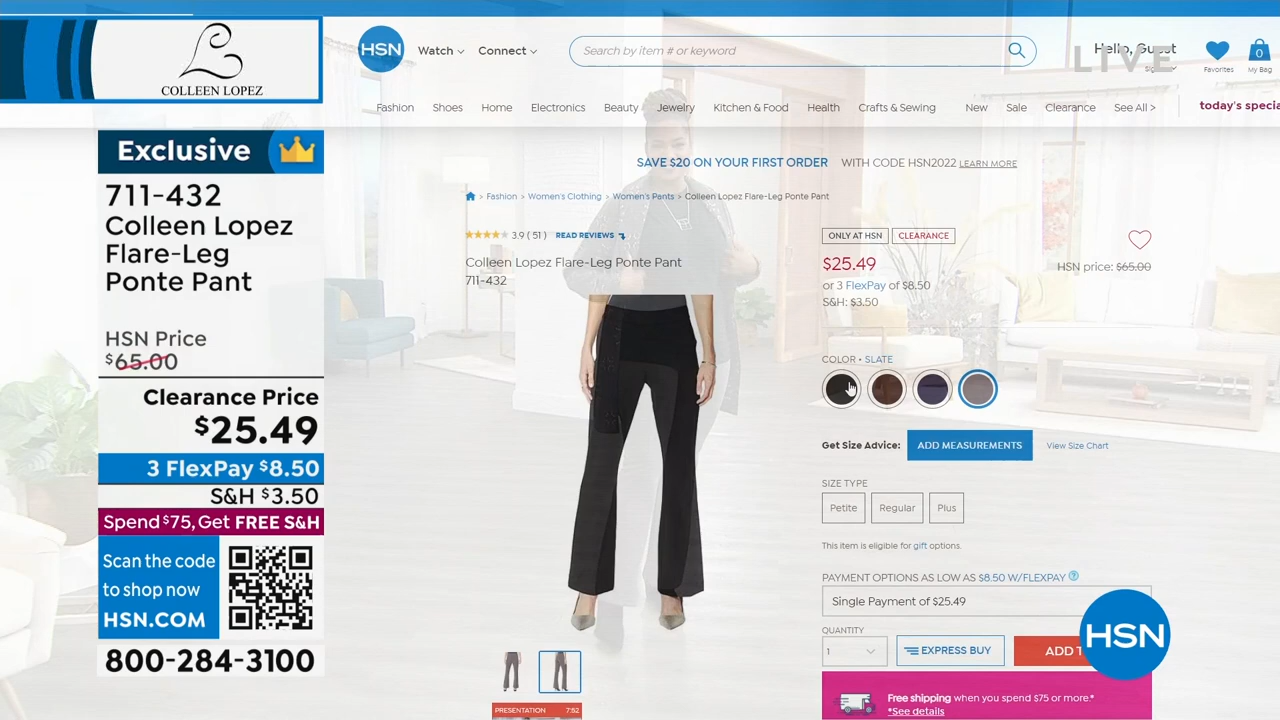 COLLEEN LOPEZ
Exclusive
711-432
Colleen Lopez
Flare-Leg
Ponte Pant
HSN Price
$65.00
Clearance Price
$25.49
3 FlexPay $8.50
S&H $3.50
Spend $75, Get FREE S&H
Scan the code
to shop now
HSN.COM
800-284-3100
HSN
Watch
Connect
Search by item # or keyword
Hello, Guest
LIVE
Favorites
0
My Bag
Fashion Shoes Home Electronics Beauty Jewelry Kitchen & Food Health Crafts & Sewing New Sale Clearance See All >
today's specia
SAVE $20 ON YOUR FIRST ORDER WITH CODE HSN2022 LEARN MORE
> Fashion > Women's Clothing > Women's Pants > Colleen Lopez Flare-Leg Ponte Pant
3.9 ( 51 ) READ REVIEWS
Colleen Lopez Flare-Leg Ponte Pant
711-432
ONLY AT HSN CLEARANCE
$25.49
HSN price: $65.00
or 3 FlexPay of $8.50
S&H: $3.50
COLOR • SLATE
Get Size Advice: ADD MEASUREMENTS View Size Chart
SIZE TYPE
Petite Regular Plus
This item is eligible for gift options.
PAYMENT OPTIONS AS LOW AS $8.50 W/FLEXPAY
Single Payment of $25.49
QUANTITY
1
EXPRESS BUY
ADD T
HSN
Free shipping when you spend $75 or more.*
*See details
PRESENTATION 7:52